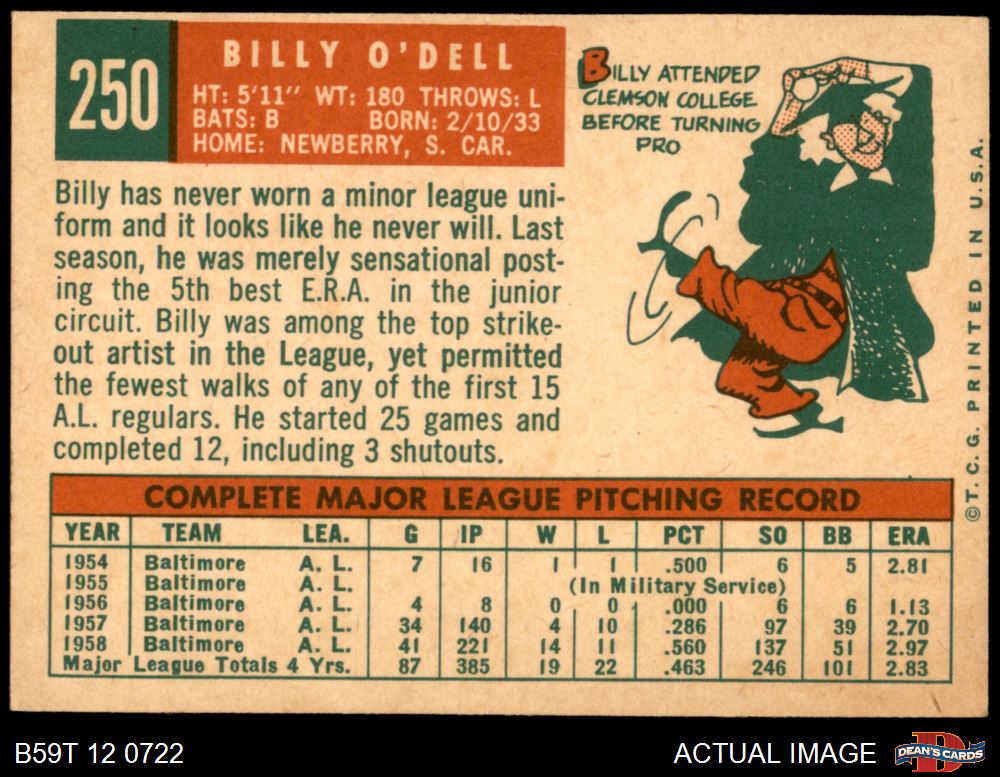 250
BILLY O'DELL
HT: 5'11" WT: 180 THROWS: L
BATS: B BORN: 2/10/33
HOME: NEWBERRY, S. CAR.
BILLY ATTENDED
CLEMSON COLLEGE
BEFORE TURNING
PRO
Billy has never worn a minor league uni-
form and it looks like he never will. Last
season, he was merely sensational post-
ing the 5th best E.R.A. in the junior
circuit. Billy was among the top strike-
out artist in the League, yet permitted
the fewest walks of any of the first 15
A.L. regulars. He started 25 games and
completed 12, including 3 shutouts.
©T.C.G. PRINTED IN U.S.A.
COMPLETE MAJOR LEAGUE PITCHING RECORD
YEAR TEAM LEA. G IP W L PCT SO BB ERA
1954 Baltimore A. L. 7 16 1 1 .500 6 5 2.81
1955 Baltimore A. L. (In Military Service)
1956 Baltimore A. L. 4 8 0 0 .000 6 6 1.13
1957 Baltimore A. L. 34 140 4 10 .286 97 39 2.70
1958 Baltimore A. L. 41 221 14 11 .560 137 51 2.97
Major League Totals 4 Yrs. 87 385 19 22 .463 246 101 2.83
B59T 12 0722
ACTUAL IMAGE
DEAN'S CARDS